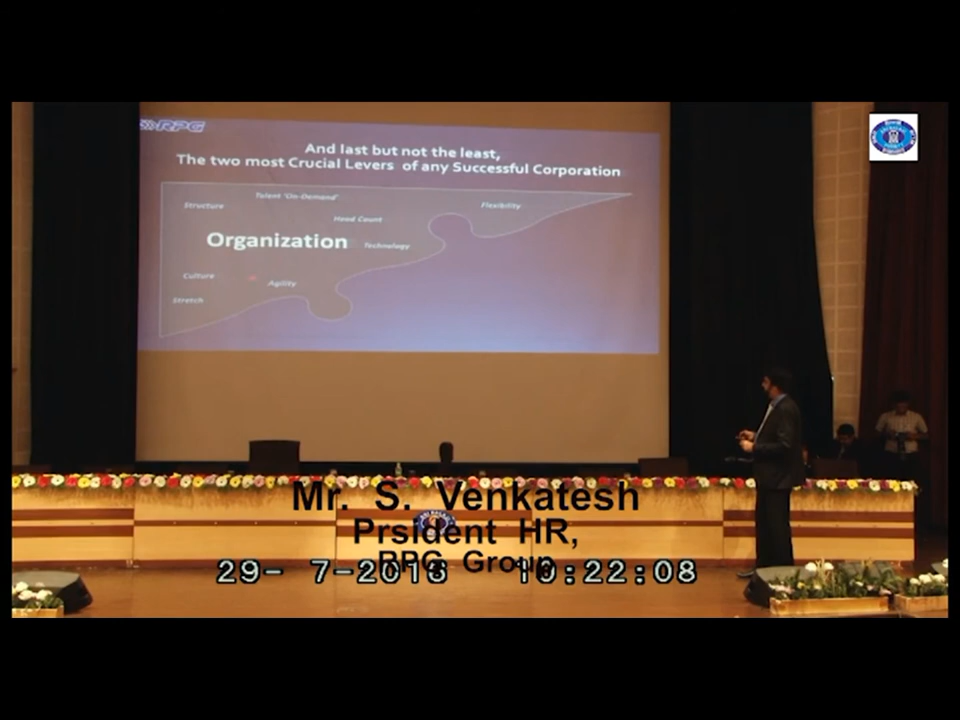 RPG
And last but not the least,
The two most Crucial Levers of any Successful Corporation
Talent 'On-Demand'
Structure
Flexibility
Head Count
Organization
Technology
Culture
Agility
Stretch
Mr. S. Venkatesh
Prsident HR,
RPG Group
29- 7-2013 10:22:08